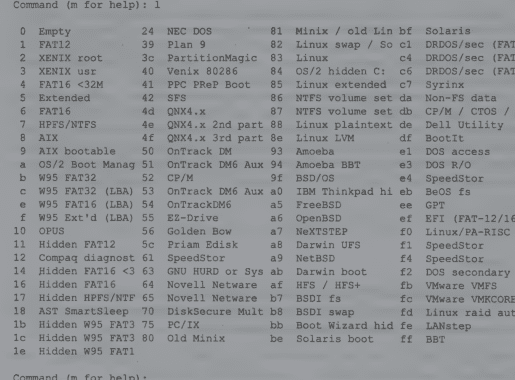 Command (m for help): l
0 Empty 24 NEC DOS 81 Minix / old Lin bf Solaris
1 FAT12 39 Plan 9 82 Linux swap / So c1 DRDOS/sec (FAT
2 XENIX root 3c PartitionMagic 83 Linux c4 DRDOS/sec (FAT
3 XENIX usr 40 Venix 80286 84 OS/2 hidden C: c6 DRDOS/sec (FAT
4 FAT16 <32M 41 PPC PReP Boot 85 Linux extended c7 Syrinx
5 Extended 42 SFS 86 NTFS volume set da Non-FS data
6 FAT16 4d QNX4.x 87 NTFS volume set db CP/M / CTOS /
7 HPFS/NTFS 4e QNX4.x 2nd part 88 Linux plaintext de Dell Utility
8 AIX 4f QNX4.x 3rd part 8e Linux LVM df BootIt
9 AIX bootable 50 OnTrack DM 93 Amoeba e1 DOS access
a OS/2 Boot Manag 51 OnTrack DM6 Aux 94 Amoeba BBT e3 DOS R/O
b W95 FAT32 52 CP/M 9f BSD/OS e4 SpeedStor
c W95 FAT32 (LBA) 53 OnTrack DM6 Aux a0 IBM Thinkpad hi eb BeOS fs
e W95 FAT16 (LBA) 54 OnTrackDM6 a5 FreeBSD ee GPT
f W95 Ext'd (LBA) 55 EZ-Drive a6 OpenBSD ef EFI (FAT-12/16
10 OPUS 56 Golden Bow a7 NeXTSTEP f0 Linux/PA-RISC
11 Hidden FAT12 5c Priam Edisk a8 Darwin UFS f1 SpeedStor
12 Compaq diagnost 61 SpeedStor a9 NetBSD f4 SpeedStor
14 Hidden FAT16 <3 63 GNU HURD or Sys ab Darwin boot f2 DOS secondary
16 Hidden FAT16 64 Novell Netware af HFS / HFS+ fb VMware VMFS
17 Hidden HPFS/NTF 65 Novell Netware b7 BSDI fs fc VMware VMKCORE
18 AST SmartSleep 70 DiskSecure Mult b8 BSDI swap fd Linux raid aut
1b Hidden W95 FAT3 75 PC/IX bb Boot Wizard hid fe LANstep
1c Hidden W95 FAT3 80 Old Minix be Solaris boot ff BBT
1e Hidden W95 FAT1
Command (m for help):